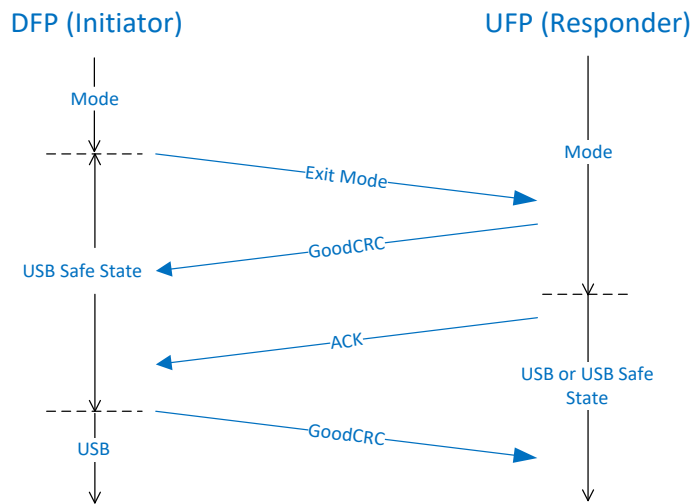 DFP (Initiator)
UFP (Responder)
Mode
Mode
Exit Mode
GoodCRC
USB Safe State
ACK
USB or USB Safe
State
GoodCRC
USB